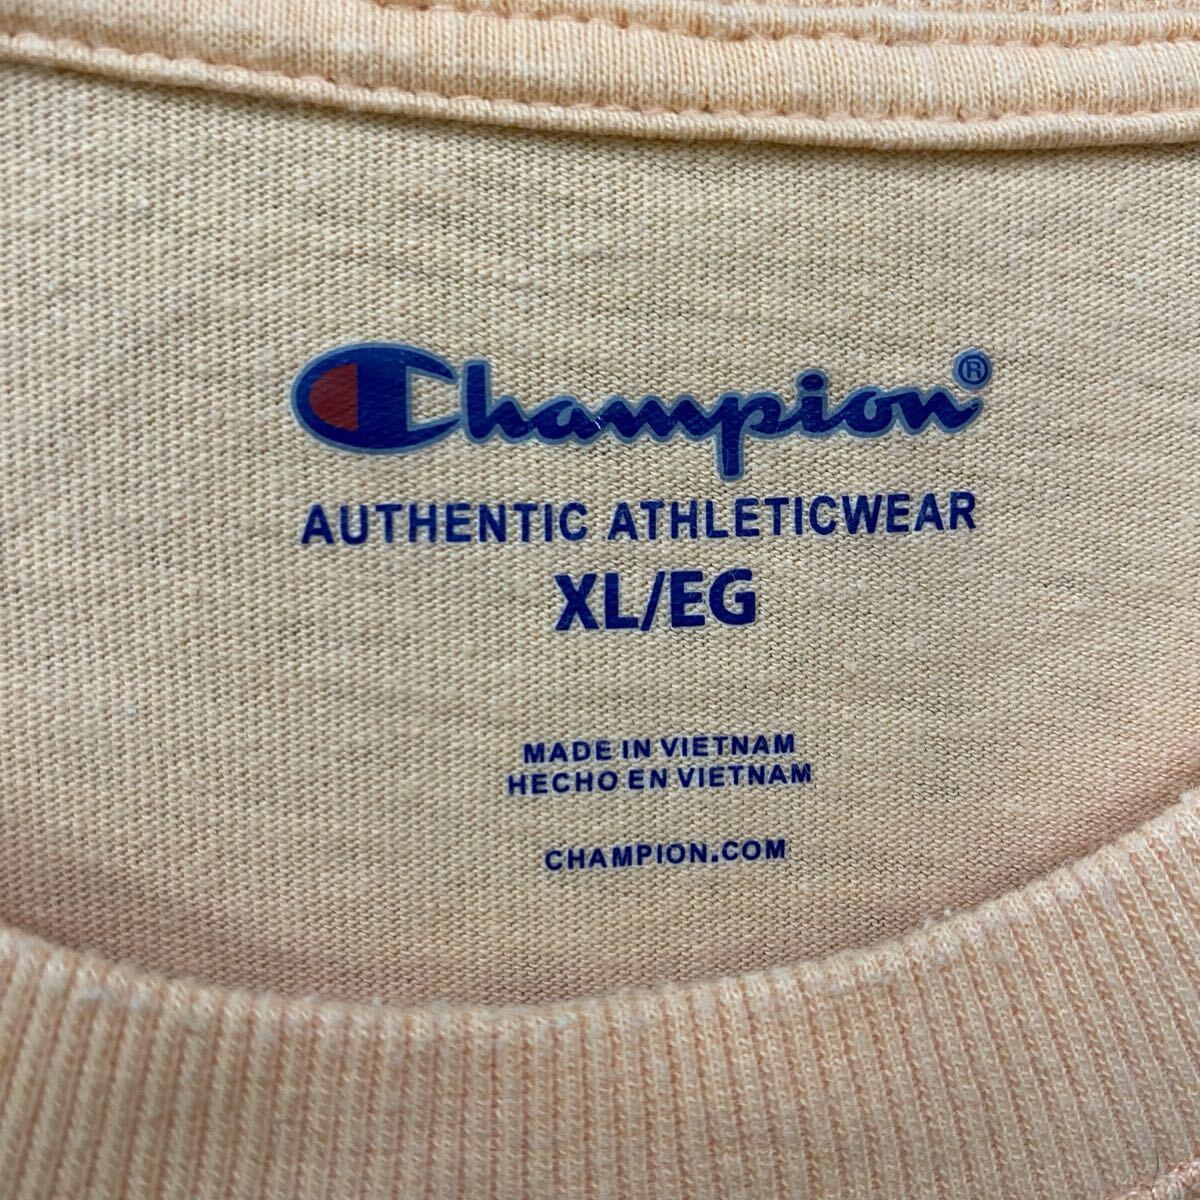 Champion®
AUTHENTIC ATHLETICWEAR
XL/EG
MADE IN VIETNAM
HECHO EN VIETNAM
CHAMPION.COM